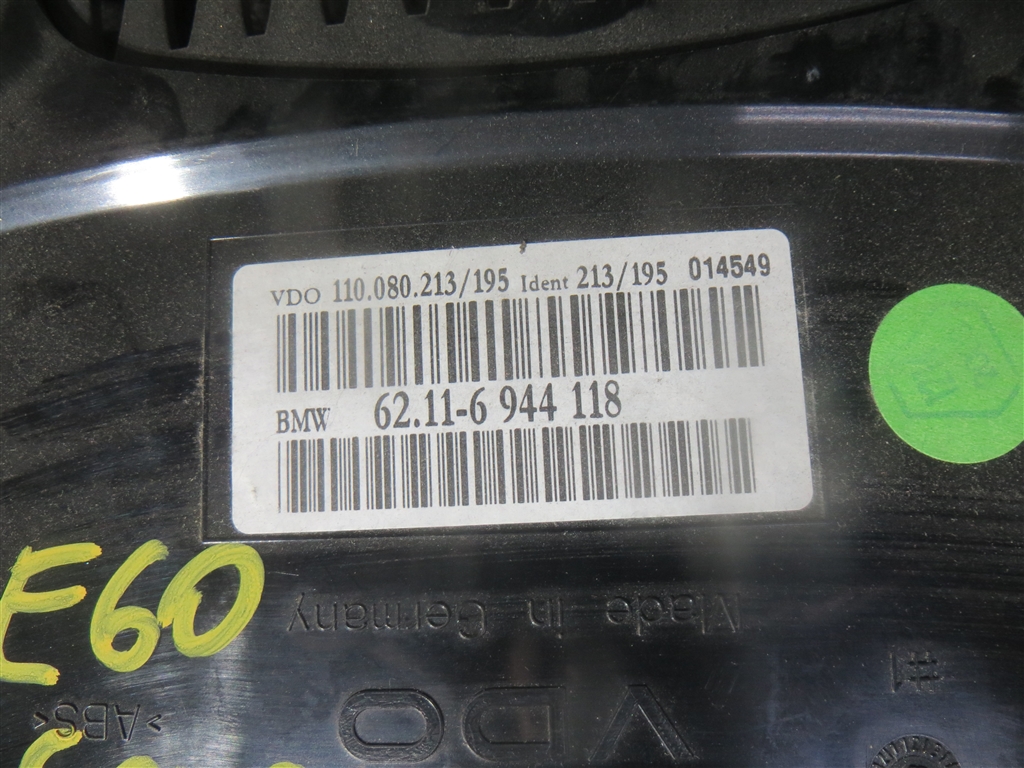 VDO 110.080.213/195 Ident 213/195 014549
BMW 62.11-6 944 118
E60
Made in Germany
#1
>ABS<
VDO